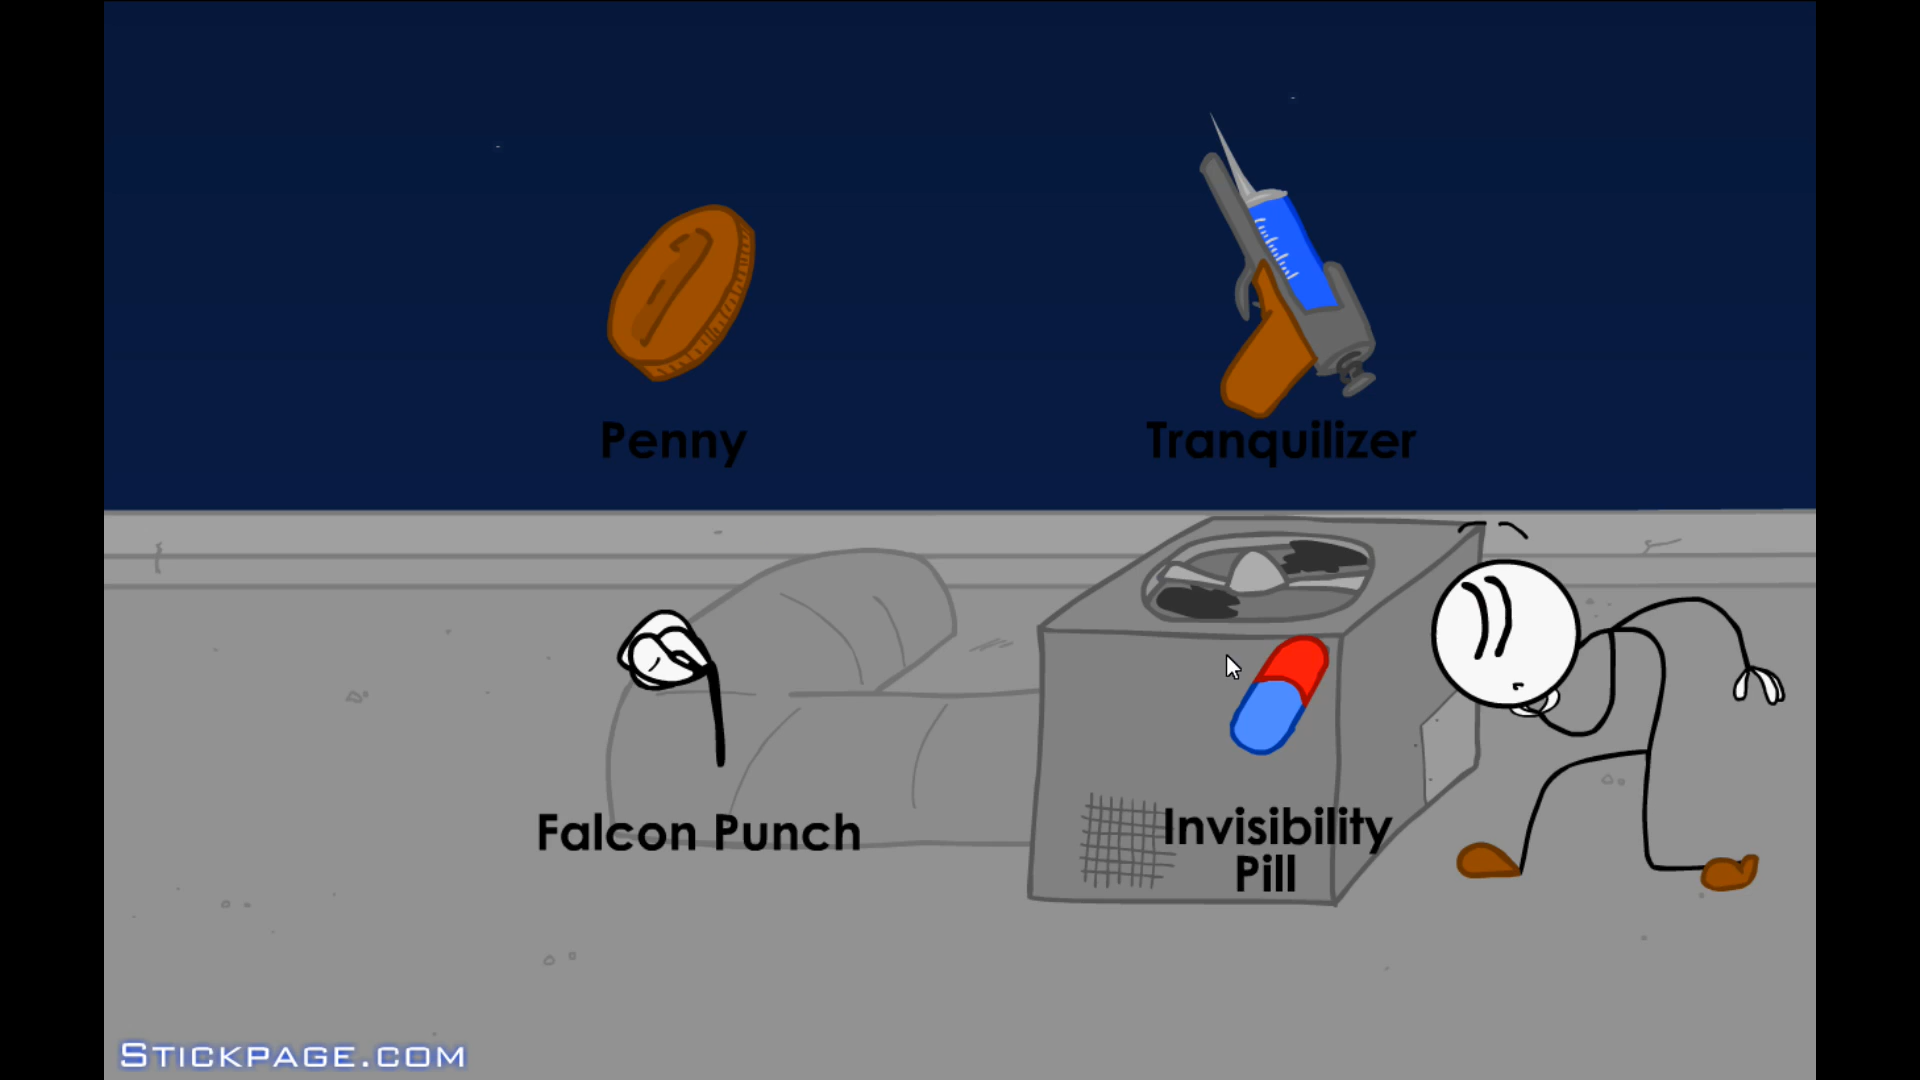 Penny
Tranquilizer
Falcon Punch
Invisibility
Pill
STICKPAGE.COM